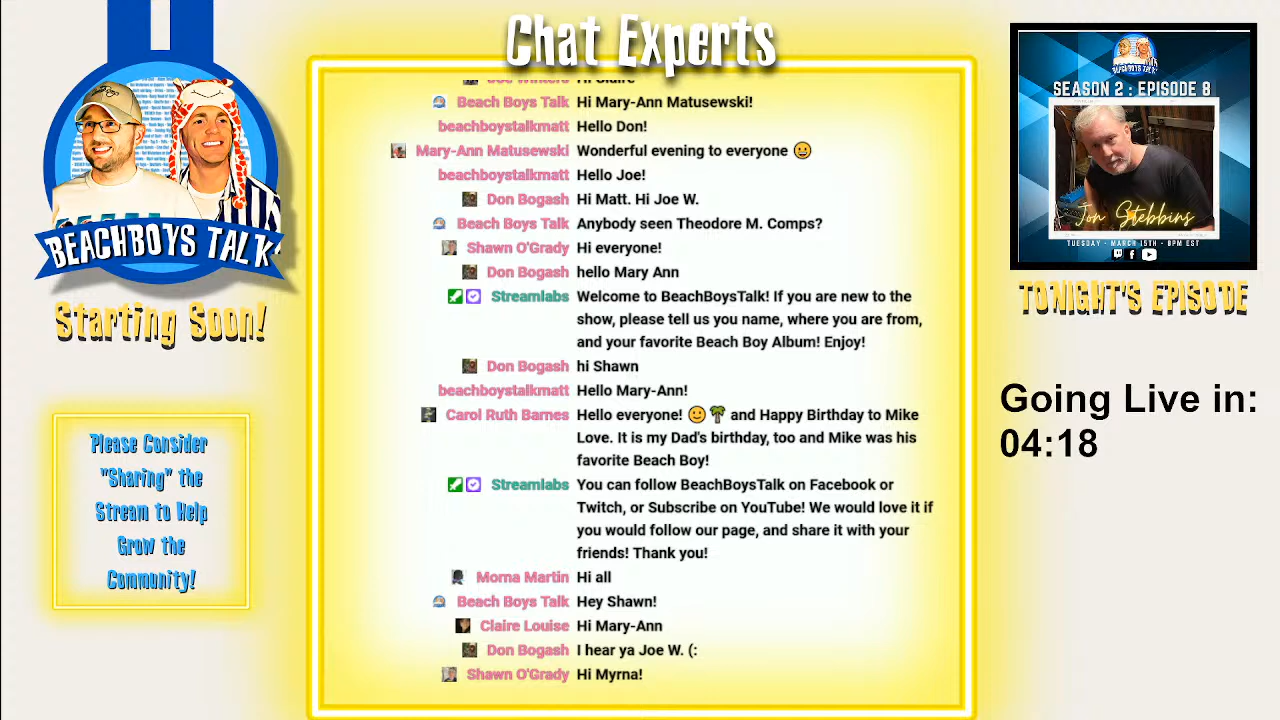 Chat Experts
Joe Winters Hi Claire
Beach Boys Talk Hi Mary-Ann Matusewski!
beachboystalkmatt Hello Don!
Mary-Ann Matusewski Wonderful evening to everyone 😀
beachboystalkmatt Hello Joe!
Don Bogash Hi Matt. Hi Joe W.
Beach Boys Talk Anybody seen Theodore M. Comps?
Shawn O'Grady Hi everyone!
Don Bogash hello Mary Ann
Streamlabs Welcome to BeachBoysTalk! If you are new to the
show, please tell us you name, where you are from,
and your favorite Beach Boy Album! Enjoy!
Don Bogash hi Shawn
beachboystalkmatt Hello Mary-Ann!
Carol Ruth Barnes Hello everyone! 🙂🌴 and Happy Birthday to Mike
Love. It is my Dad's birthday, too and Mike was his
favorite Beach Boy!
Streamlabs You can follow BeachBoysTalk on Facebook or
Twitch, or Subscribe on YouTube! We would love it if
you would follow our page, and share it with your
friends! Thank you!
Morna Martin Hi all
Beach Boys Talk Hey Shawn!
Claire Louise Hi Mary-Ann
Don Bogash I hear ya Joe W. (:
Shawn O'Grady Hi Myrna!
BEACHBOYS TALK
Starting Soon!
Please Consider
"Sharing" the
Stream to Help
Grow the
Community!
BEACHBOYS TALK
SEASON 2 : EPISODE 8
Jon Stebbins
TUESDAY - MARCH 15TH - 8PM EST
TONIGHT'S EPISODE
Going Live in:
04:18